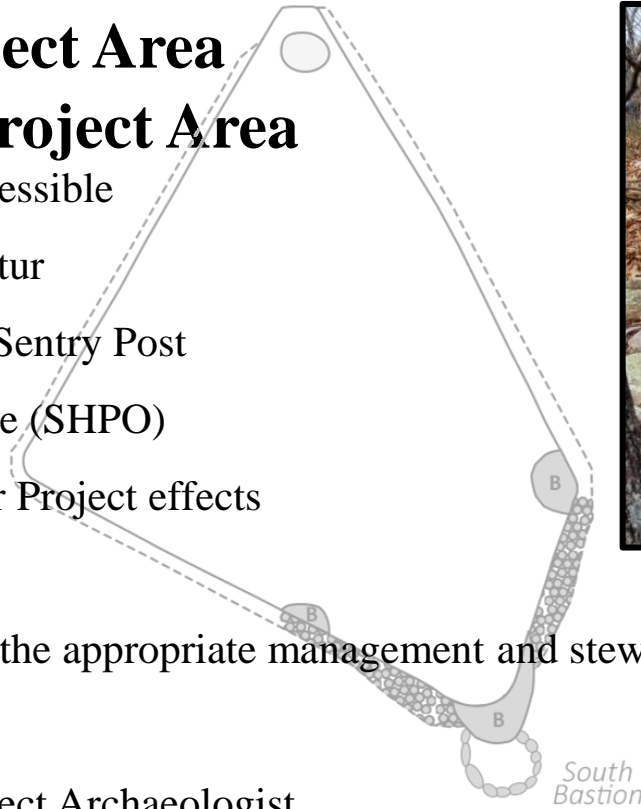 ect Area
roject Area
essible
tur
Sentry Post
e (SHPO)
r Project effects
B
B
the appropriate management and stew
B
South
Bastion
ect Archaeologist